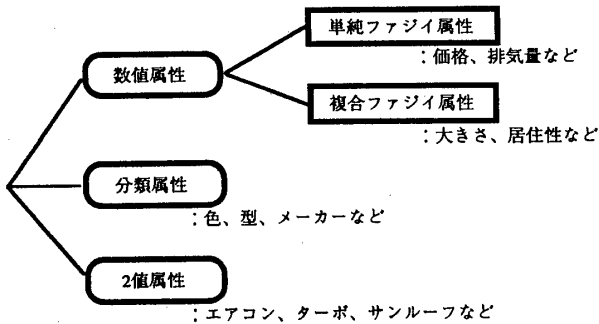 単純ファジイ属性
：価格、排気量など
数値属性
複合ファジイ属性
：大きさ、居住性など
分類属性
：色、型、メーカーなど
2値属性
：エアコン、ターボ、サンルーフなど